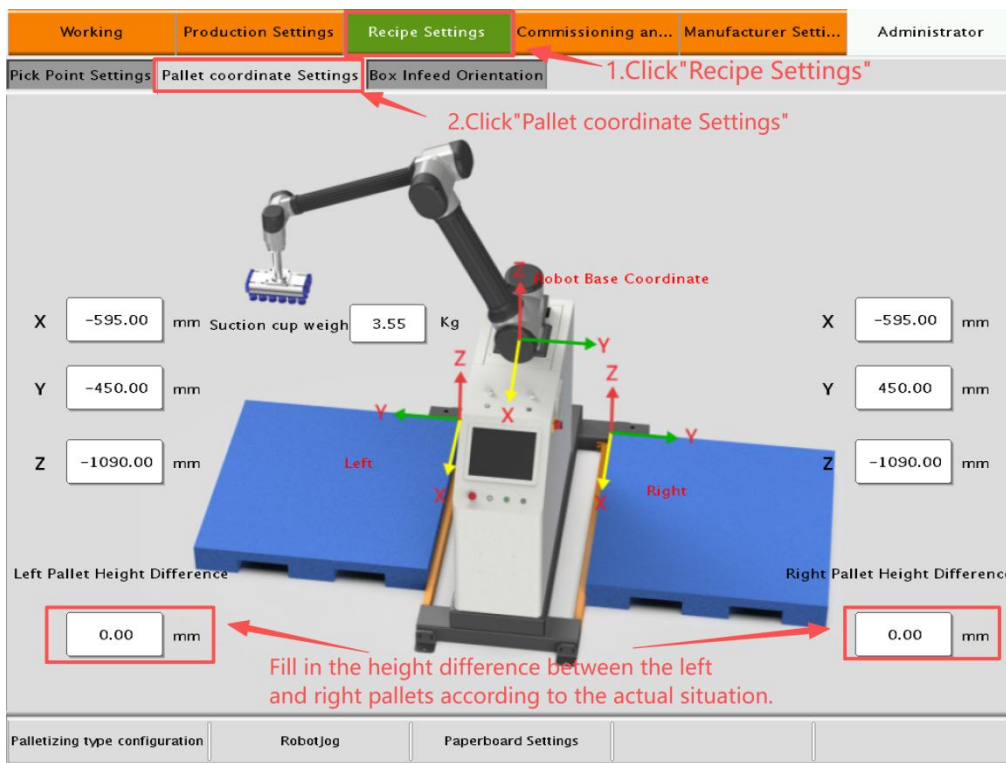 Working Production Settings Recipe Settings Commissioning an... Manufacturer Setti... Administrator
Pick Point Settings Pallet coordinate Settings Box Infeed Orientation
1.Click"Recipe Settings"
2.Click"Pallet coordinate Settings"
Z
Robot Base Coordinate
X -595.00 mm Suction cup weigh 3.55 Kg
X -595.00 mm
Y
Z
Z
X
Y -450.00 mm
Y 450.00 mm
Y
Y
Z -1090.00 mm
Left
Z -1090.00 mm
X
Right
X
Left Pallet Height Difference
Right Pallet Height Difference
0.00 mm
0.00 mm
Fill in the height difference between the left
and right pallets according to the actual situation.
Palletizing type configuration RobotJog Paperboard Settings